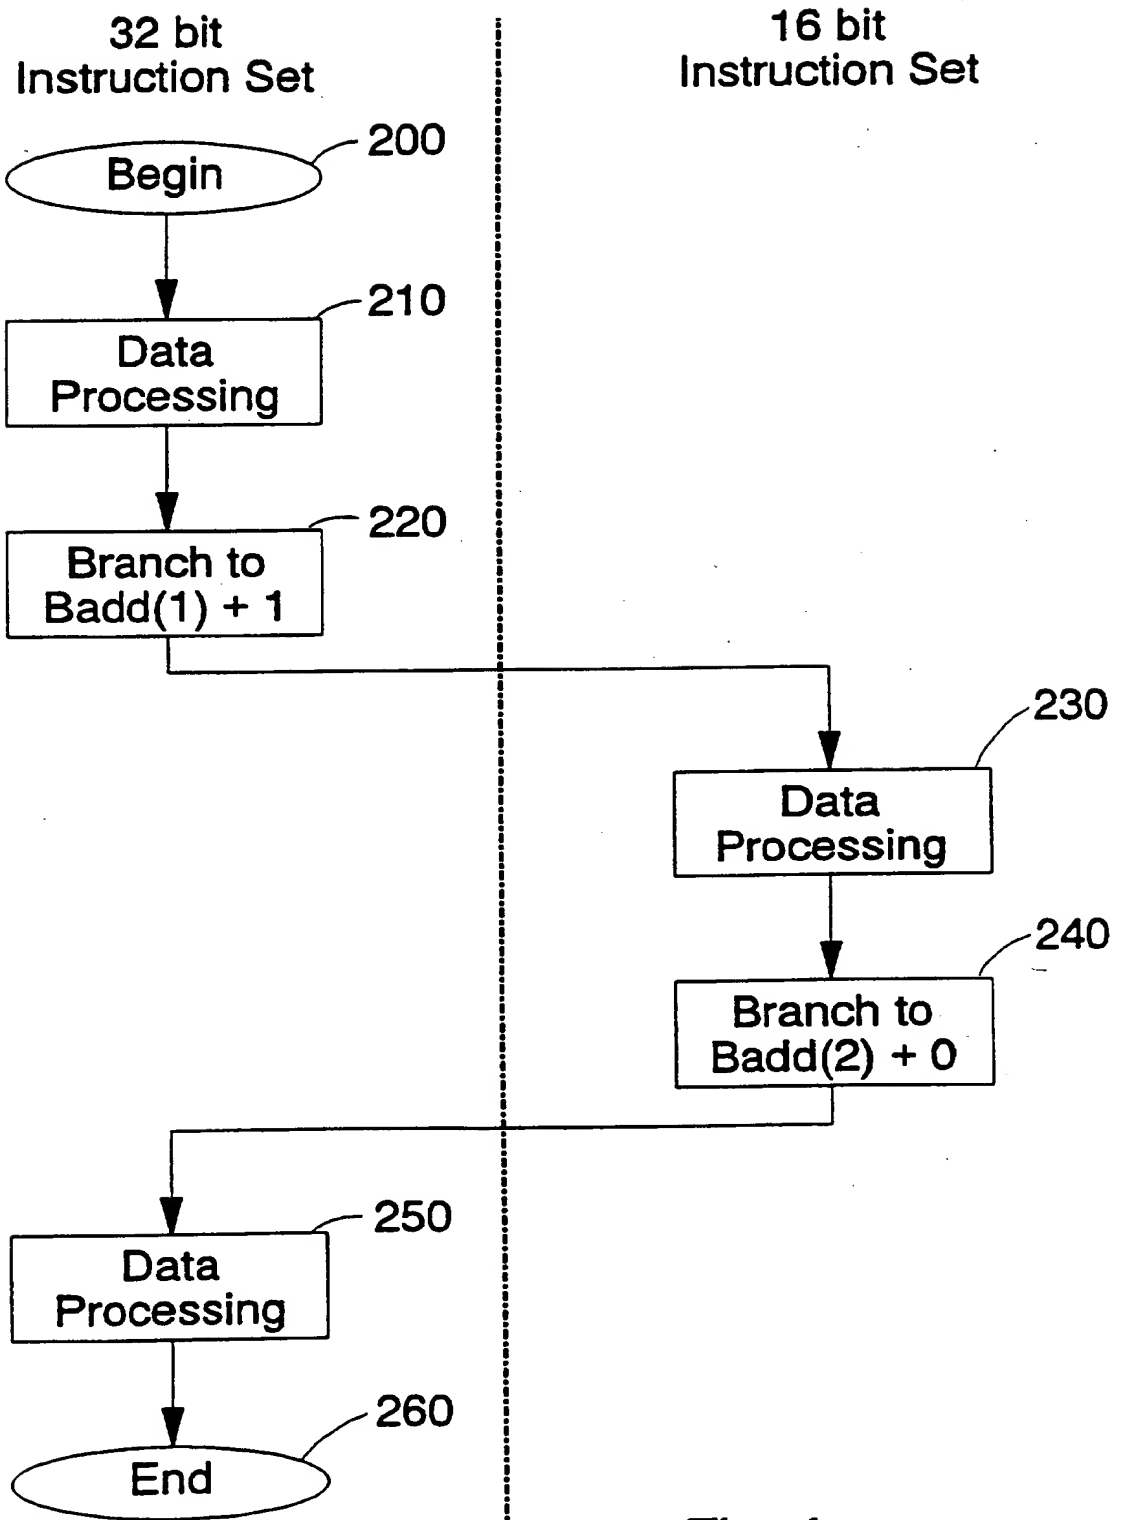 32 bit
Instruction Set
16 bit
Instruction Set
200
Begin
210
Data
Processing
220
Branch to
Badd(1) + 1
230
Data
Processing
240
Branch to
Badd(2) + 0
250
Data
Processing
260
End